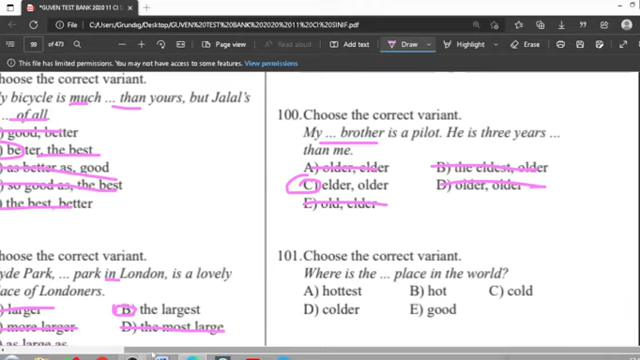 *GUVEN TEST BANK 2020 11 CI S
File | C:/Users/Grundig/Desktop/GUVEN%20TEST%20BANK%202020%2011%20CI%20SINIF.pdf
99 of 473 Page view Read aloud Add text Draw Highlight Erase
This file has limited permissions. You may not have access to some features. View permissions
hoose the correct variant.
y bicycle is much ... than yours, but Jalal's
... of all.
) good, better
) better, the best
) as better as, good
) so good as, the best
) the best, better
hoose the correct variant.
yde Park, ... park in London, is a lovely
lace of Londoners.
) larger B) the largest
) more larger D) the most large
) as large as
100. Choose the correct variant.
My ... brother is a pilot. He is three years ...
than me.
A) older, elder B) the eldest, older
C) elder, older D) older, older
E) old, elder
101. Choose the correct variant.
Where is the ... place in the world?
A) hottest B) hot C) cold
D) colder E) good